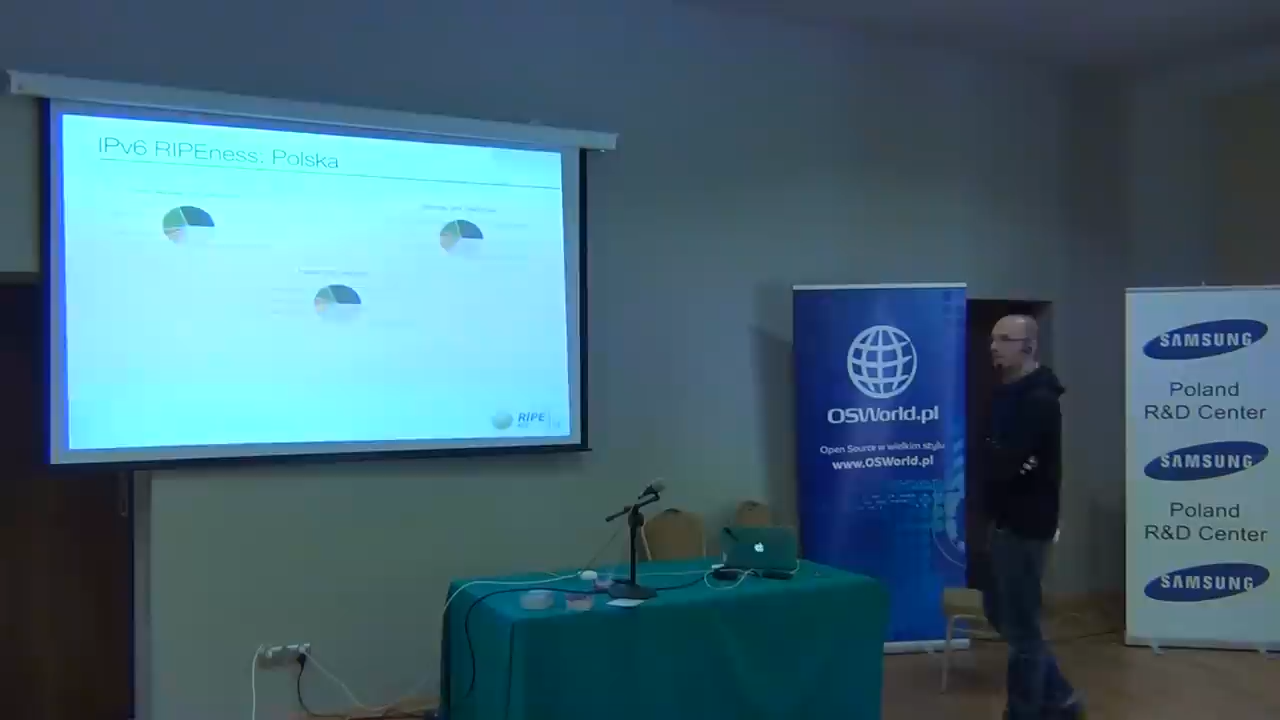 IPv6 RIPEness: Polska
RIPE
OSWorld.pl
Open Source w wielkim stylu
www.OSWorld.pl
SAMSUNG
Poland
R&D Center
SAMSUNG
Poland
R&D Center
SAMSUNG